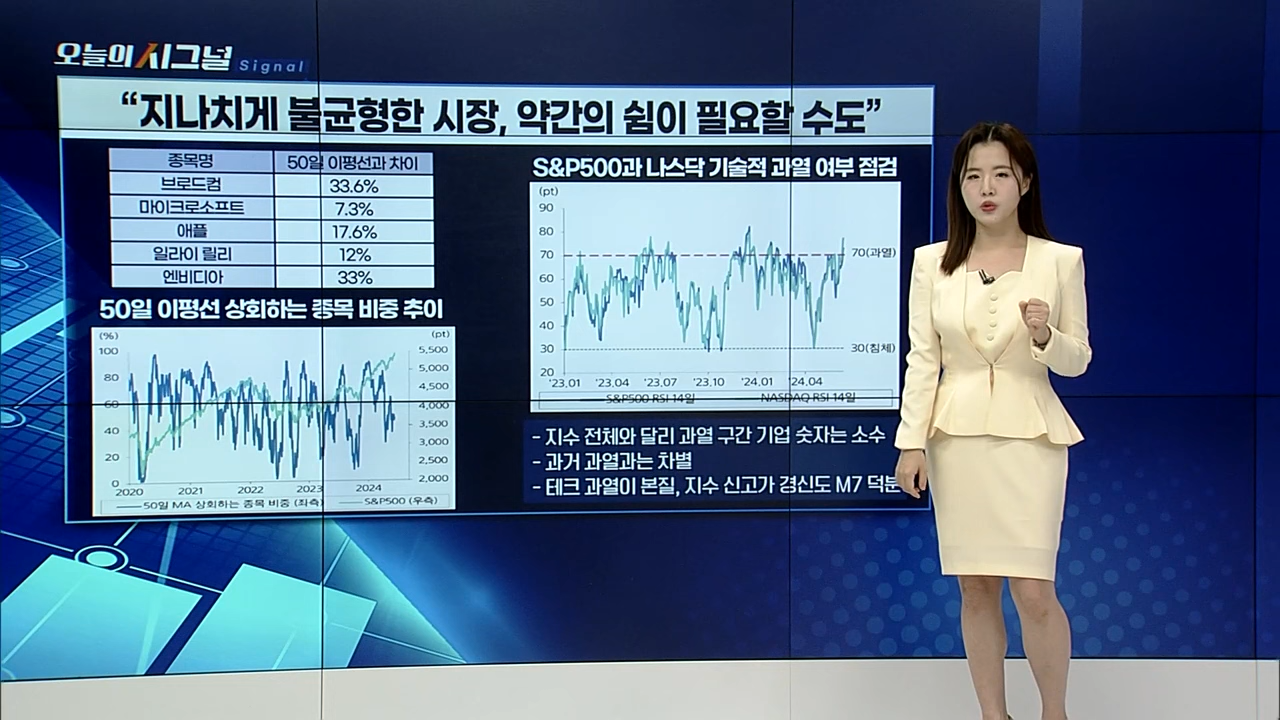 오늘의 시그널 Signal
“지나치게 불균형한 시장, 약간의 쉼이 필요할 수도”
종목명 50일 이평선과 차이
브로드컴 33.6%
마이크로소프트 7.3%
애플 17.6%
일라이 릴리 12%
엔비디아 33%
50일 이평선 상회하는 종목 비중 추이
(%) (pt)
100 5,500
5,000
80 4,500
60 4,000
40 3,500
3,000
20 2,500
0 2,000
2020 2021 2022 2023 2024
50일 MA 상회하는 종목 비중 (좌측) S&P500 (우측)
S&P500과 나스닥 기술적 과열 여부 점검
(pt)
90
80
70 70(과열)
60
50
40
30 30(침체)
20
'23.01 '23.04 '23.07 '23.10 '24.01 '24.04
S&P500 RSI 14일 NASDAQ RSI 14일
- 지수 전체와 달리 과열 구간 기업 숫자는 소수
- 과거 과열과는 차별
- 테크 과열이 본질, 지수 신고가 경신도 M7 덕분